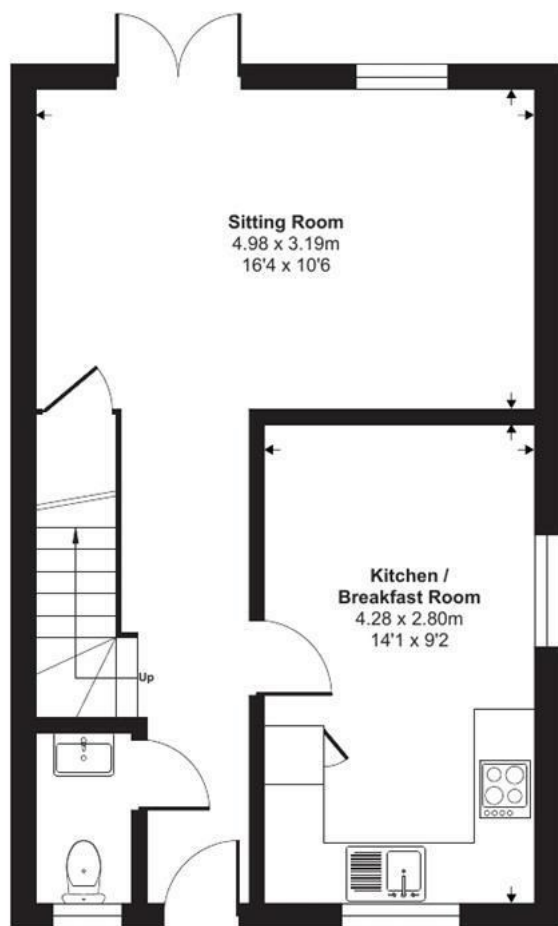 Sitting Room
4.98 x 3.19m
16'4 x 10'6
Kitchen /
Breakfast Room
4.28 x 2.80m
14'1 x 9'2
Up